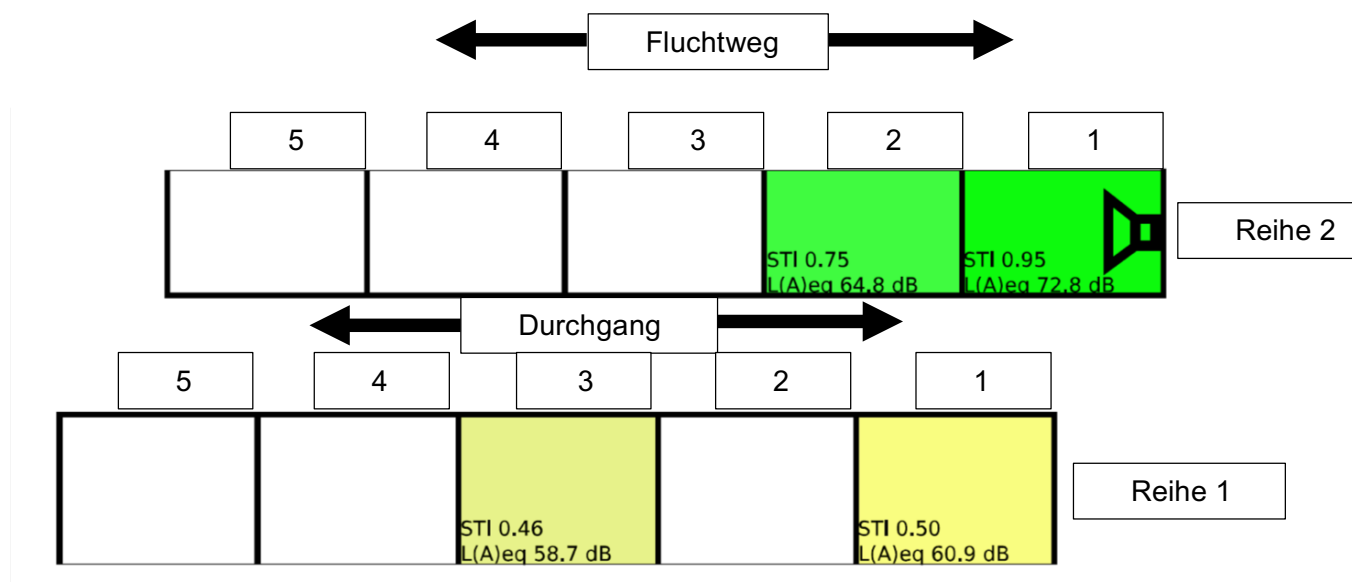 Fluchtweg
5
4
3
2
1
STI 0.75
L(A)eq 64.8 dB
STI 0.95
L(A)eq 72.8 dB
Reihe 2
Durchgang
5
4
3
2
1
STI 0.46
L(A)eq 58.7 dB
STI 0.50
L(A)eq 60.9 dB
Reihe 1